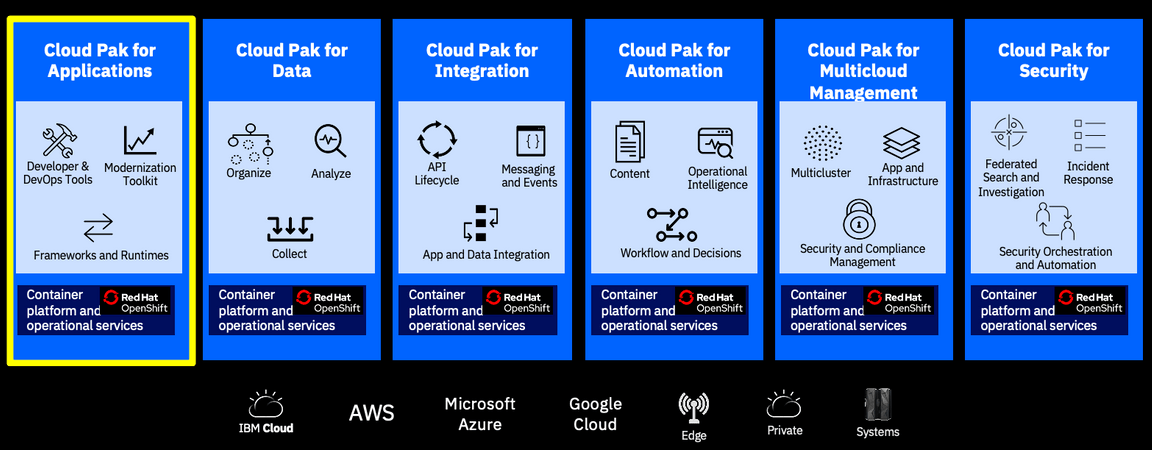 Cloud Pak for
Applications
Developer &
DevOps Tools
Modernization
Toolkit
Frameworks and Runtimes
Container
platform and
operational services
Red Hat
OpenShift
Cloud Pak for
Data
Organize
Analyze
Collect
Container
platform and
operational services
Red Hat
OpenShift
Cloud Pak for
Integration
API
Lifecycle
{ }
Messaging
and Events
App and Data Integration
Container
platform and
operational services
Red Hat
OpenShift
Cloud Pak for
Automation
Content
Operational
Intelligence
Workflow and Decisions
Container
platform and
operational services
Red Hat
OpenShift
Cloud Pak for
Multicloud
Management
Multicluster
App and
Infrastructure
Security and Compliance
Management
Container
platform and
operational services
Red Hat
OpenShift
Cloud Pak for
Security
Federated
Search and
Investigation
Incident
Response
Security Orchestration
and Automation
Container
platform and
operational services
Red Hat
OpenShift
IBM Cloud
AWS
Microsoft
Azure
Google
Cloud
Edge
Private
Systems